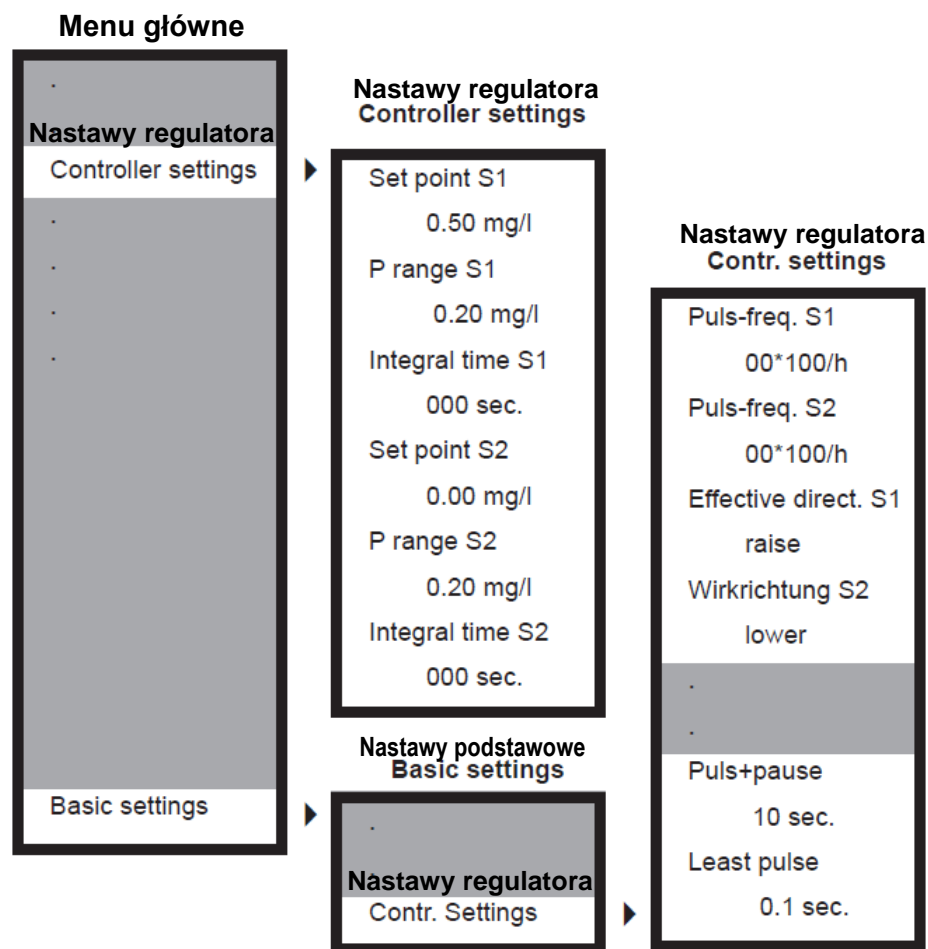 Menu główne
.
Nastawy regulatora
Controller settings
.
.
.
.
Basic settings
Nastawy regulatora
Controller settings
Set point S1
0.50 mg/l
P range S1
0.20 mg/l
Integral time S1
000 sec.
Set point S2
0.00 mg/l
P range S2
0.20 mg/l
Integral time S2
000 sec.
Nastawy podstawowe
Basic settings
.
.
Nastawy regulatora
Contr. Settings
Nastawy regulatora
Contr. settings
Puls-freq. S1
00*100/h
Puls-freq. S2
00*100/h
Effective direct. S1
raise
Wirkrichtung S2
lower
.
.
Puls+pause
10 sec.
Least pulse
0.1 sec.